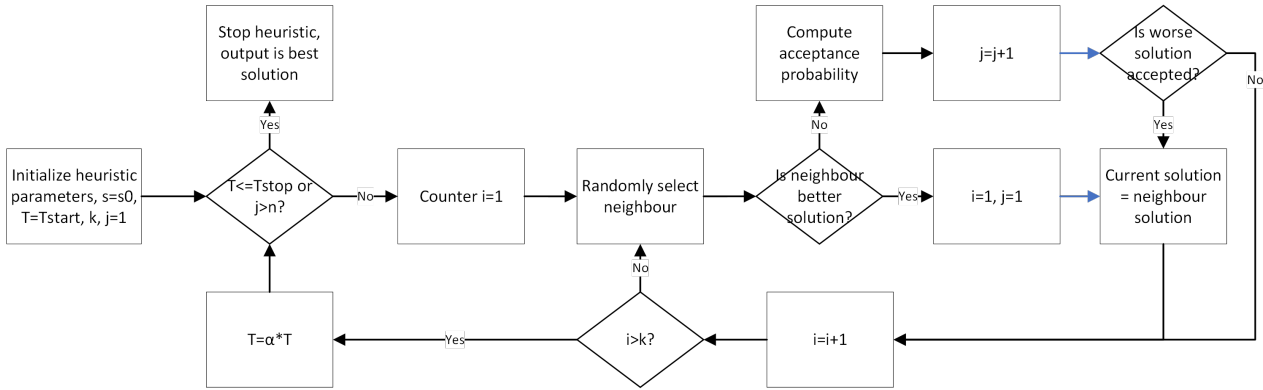 Stop heuristic,
output is best
solution
Compute
acceptance
probability
j=j+1
Is worse
solution
accepted?
No
Yes
No
Yes
Initialize heuristic
parameters, s=s0,
T=Tstart, k, j=1
T<=Tstop or
j>n?
No
Counter i=1
Randomly select
neighbour
Is neighbour
better
solution?
Yes
i=1, j=1
Current solution
= neighbour
solution
No
T=α*T
Yes
i>k?
i=i+1